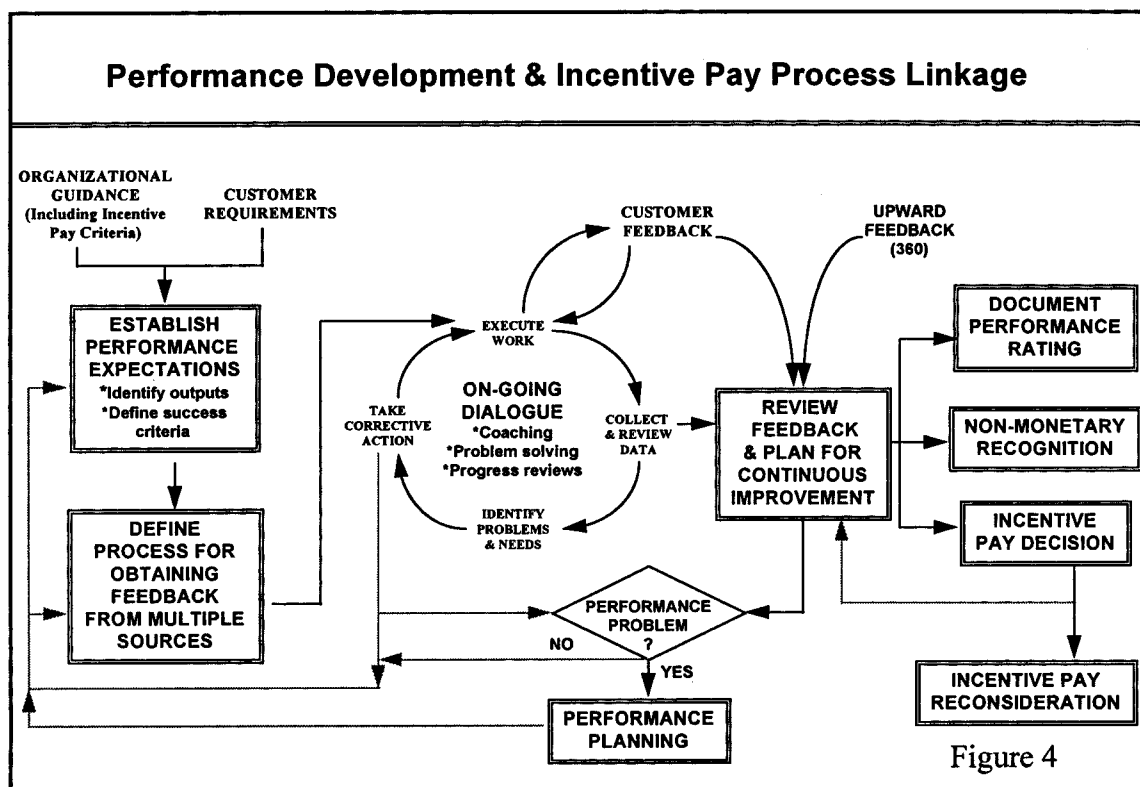 Performance Development & Incentive Pay Process Linkage
ORGANIZATIONAL
GUIDANCE
(Including Incentive
Pay Criteria)
CUSTOMER
REQUIREMENTS
CUSTOMER
FEEDBACK
UPWARD
FEEDBACK
(360)
ESTABLISH
PERFORMANCE
EXPECTATIONS
*Identify outputs
*Define success
criteria
EXECUTE
WORK
ON-GOING
DIALOGUE
*Coaching
*Problem solving
*Progress reviews
TAKE
CORRECTIVE
ACTION
COLLECT
& REVIEW
DATA
IDENTIFY
PROBLEMS
& NEEDS
REVIEW
FEEDBACK
& PLAN FOR
CONTINUOUS
IMPROVEMENT
DOCUMENT
PERFORMANCE
RATING
NON-MONETARY
RECOGNITION
INCENTIVE
PAY DECISION
DEFINE
PROCESS FOR
OBTAINING
FEEDBACK
FROM MULTIPLE
SOURCES
PERFORMANCE
PROBLEM
?
NO
YES
PERFORMANCE
PLANNING
INCENTIVE PAY
RECONSIDERATION
Figure 4